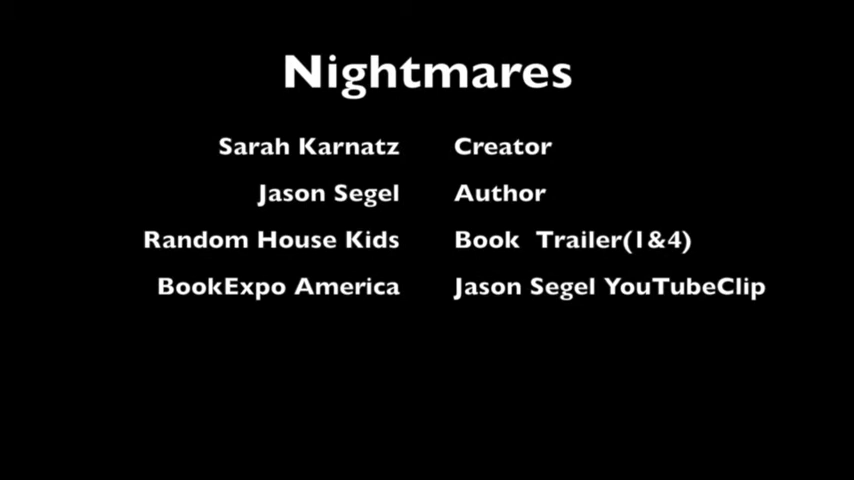 Nightmares
Sarah Karnatz Creator
Jason Segel Author
Random House Kids Book Trailer(1&4)
BookExpo America Jason Segel YouTubeClip